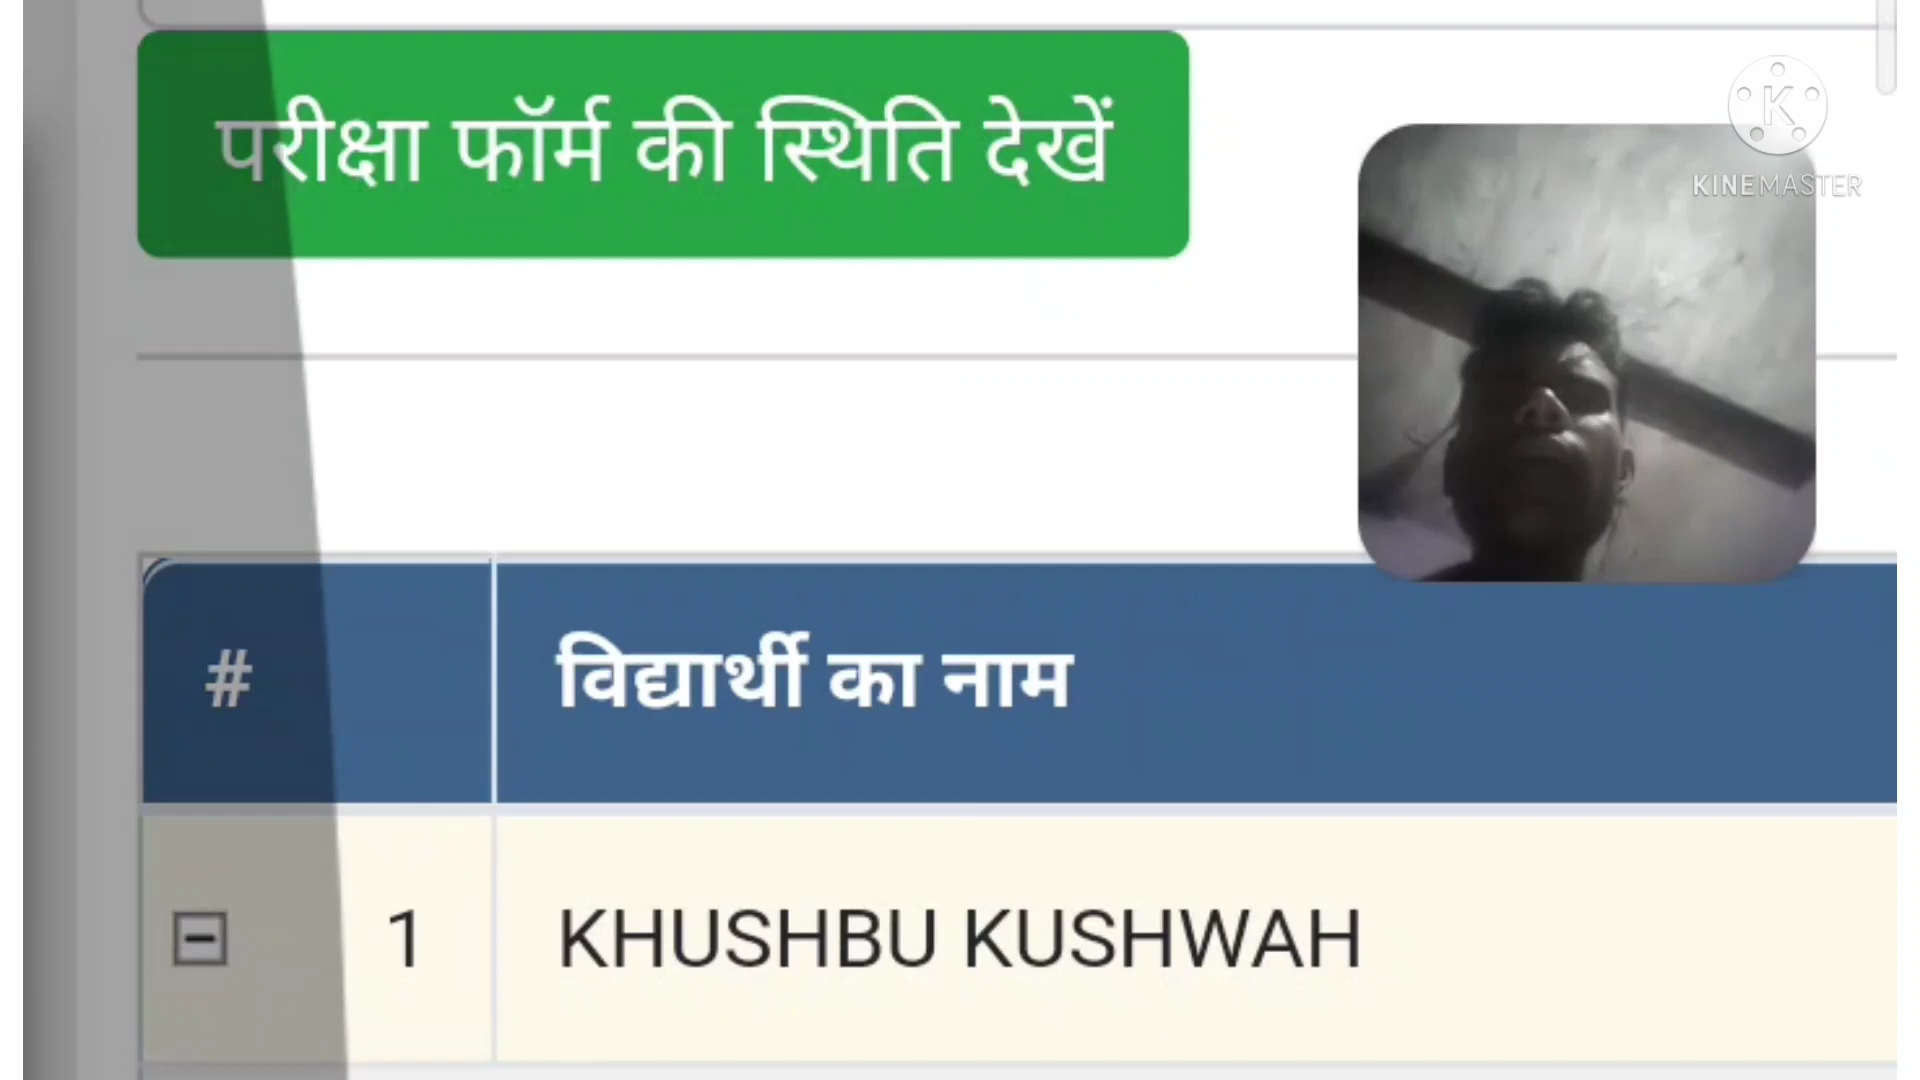 परीक्षा फॉर्म की स्थिति देखें
K
KINEMASTER
# विद्यार्थी का नाम
1 KHUSHBU KUSHWAH